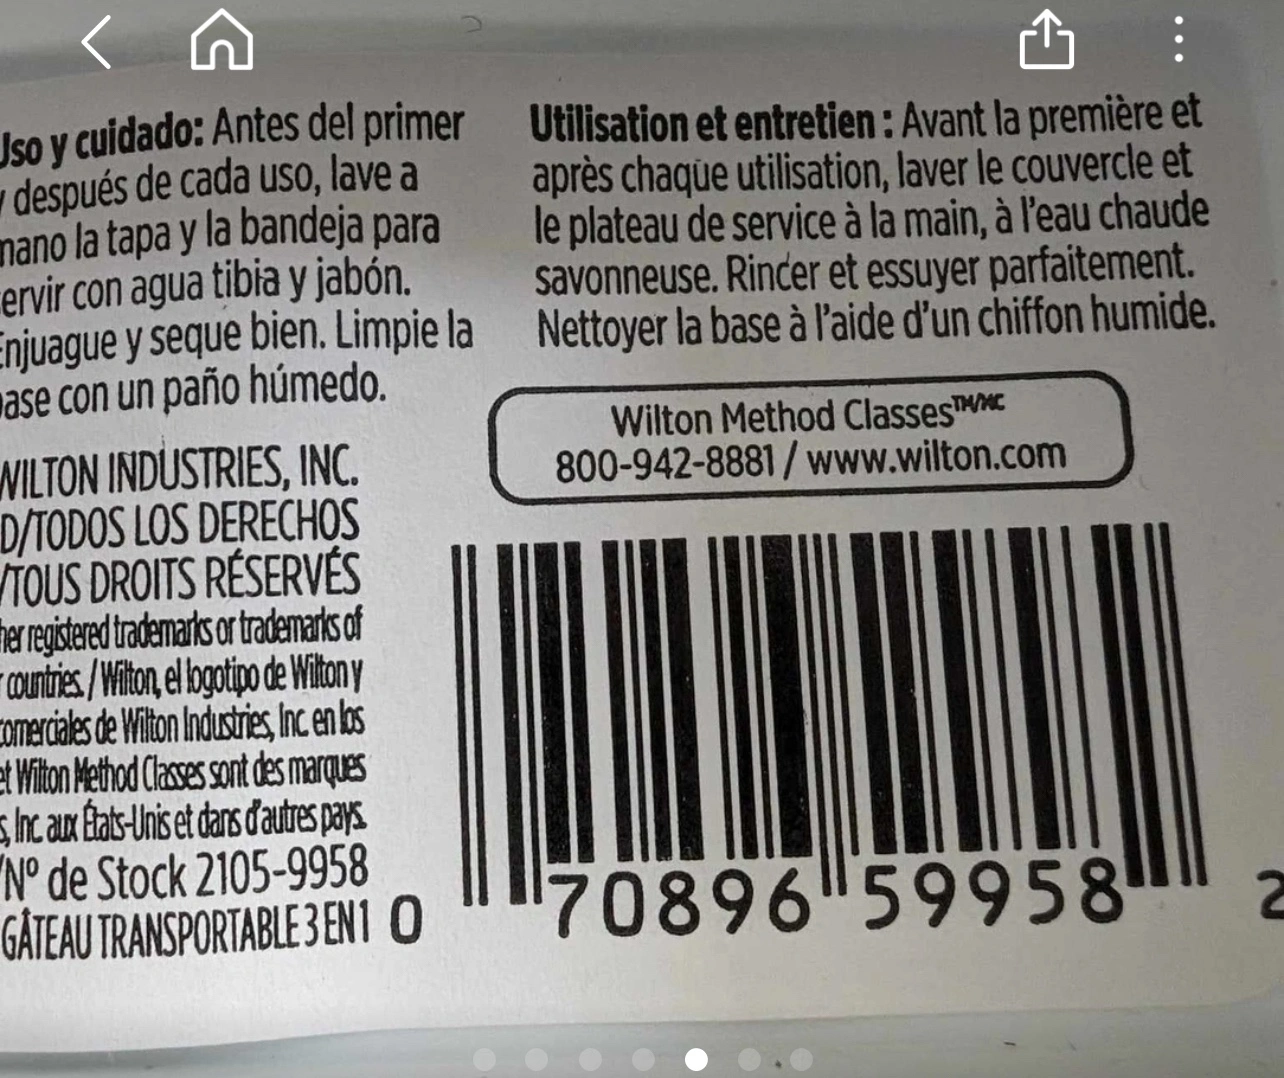 Uso y cuidado: Antes del primer
y después de cada uso, lave a
mano la tapa y la bandeja para
servir con agua tibia y jabón.
Enjuague y seque bien. Limpie la
base con un paño húmedo.
Utilisation et entretien : Avant la première et
après chaque utilisation, laver le couvercle et
le plateau de service à la main, à l'eau chaude
savonneuse. Rincer et essuyer parfaitement.
Nettoyer la base à l'aide d'un chiffon humide.
WILTON INDUSTRIES, INC.
D/TODOS LOS DERECHOS
/TOUS DROITS RÉSERVÉS
her registered trademarks or trademarks of
r countries. / Wilton, el logotipo de Wilton y
comerciales de Wilton Industries, Inc. en los
et Wilton Method Classes sont des marques
s, Inc. aux États-Unis et dans d'autres pays.
/Nº de Stock 2105-9958
GÂTEAU TRANSPORTABLE 3 EN 1
Wilton Method Classes™/MC
800-942-8881 / www.wilton.com
0 70896 59958 2